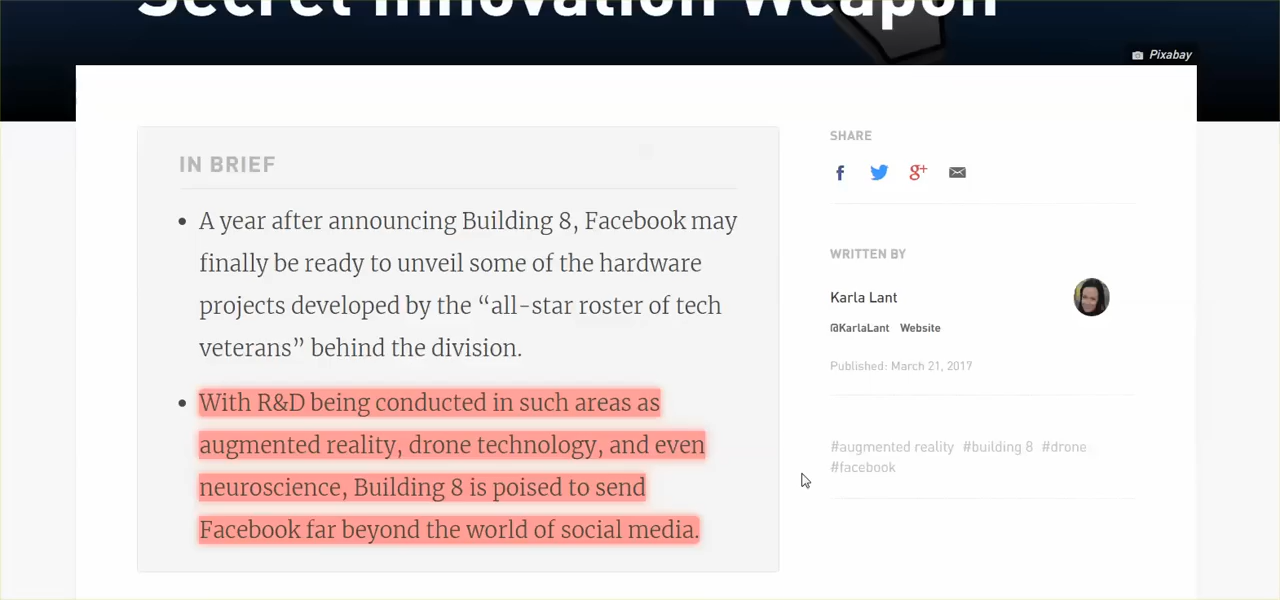 Secret Innovation Weapon
Pixabay
IN BRIEF
• A year after announcing Building 8, Facebook may
finally be ready to unveil some of the hardware
projects developed by the “all-star roster of tech
veterans” behind the division.
• With R&D being conducted in such areas as
augmented reality, drone technology, and even
neuroscience, Building 8 is poised to send
Facebook far beyond the world of social media.
SHARE
f g+
WRITTEN BY
Karla Lant
@KarlaLant Website
Published: March 21, 2017
#augmented reality #building 8 #drone
#facebook